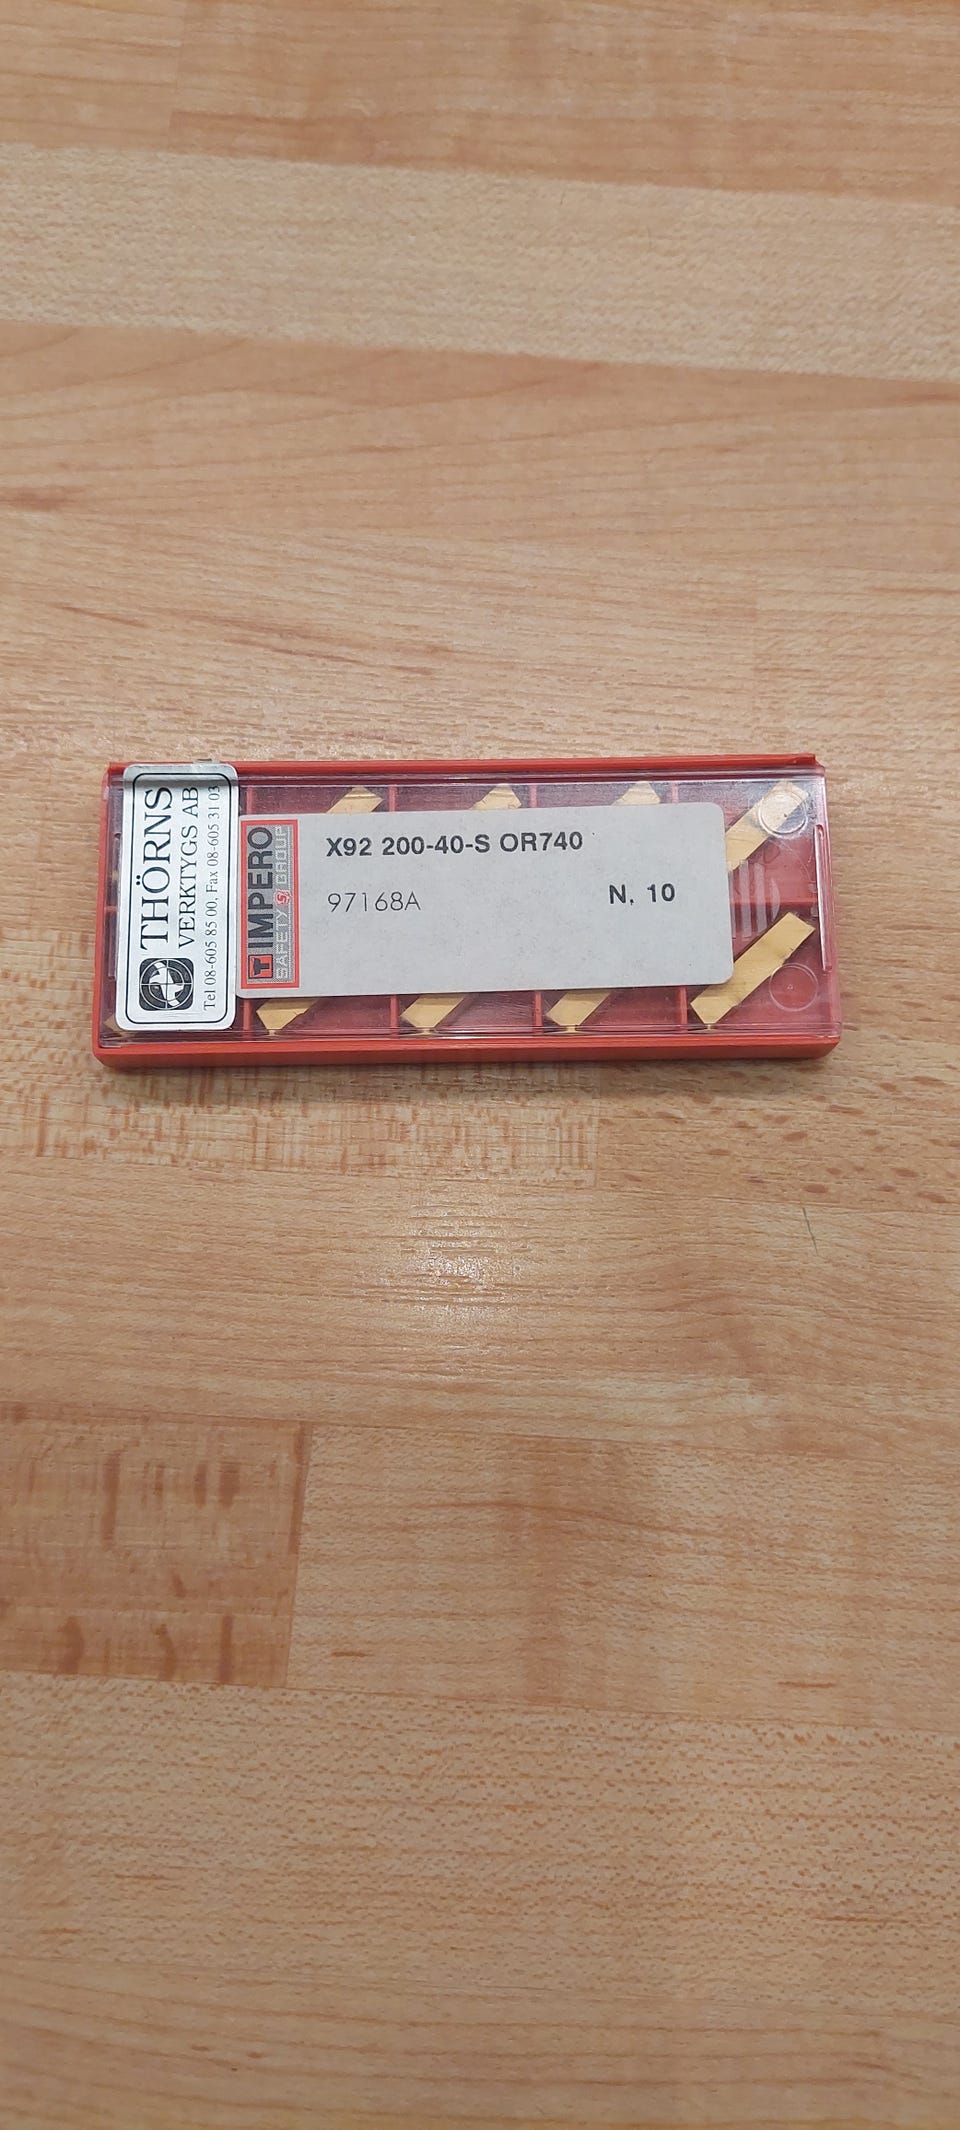 THÖRNS
VERKTYGS AB
Tel 08-605 85 00, Fax 08-605 31 03
IMPERO
SAFETY GROUP
X92 200-40-S OR740
97168A
N. 10